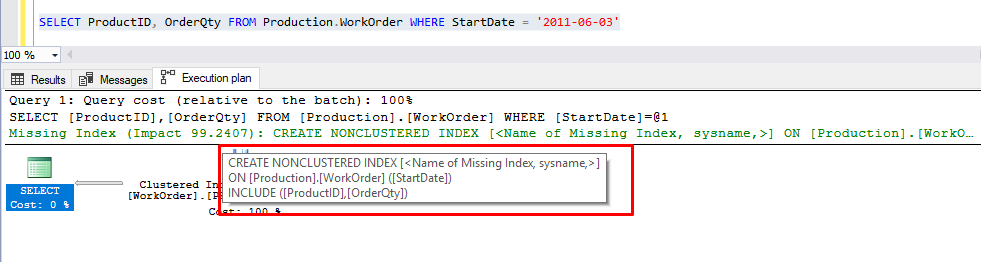 SELECT ProductID, OrderQty FROM Production.WorkOrder WHERE StartDate = '2011-06-03'
100 %
Results Messages Execution plan
Query 1: Query cost (relative to the batch): 100%
SELECT [ProductID],[OrderQty] FROM [Production].[WorkOrder] WHERE [StartDate]=@1
Missing Index (Impact 99.2407): CREATE NONCLUSTERED INDEX [<Name of Missing Index, sysname,>] ON [Production].[WorkO...
CREATE NONCLUSTERED INDEX [<Name of Missing Index, sysname,>]
ON [Production].[WorkOrder] ([StartDate])
INCLUDE ([ProductID],[OrderQty])
SELECT
Cost: 0 %
Clustered In
[WorkOrder].[P
Cost: 100 %